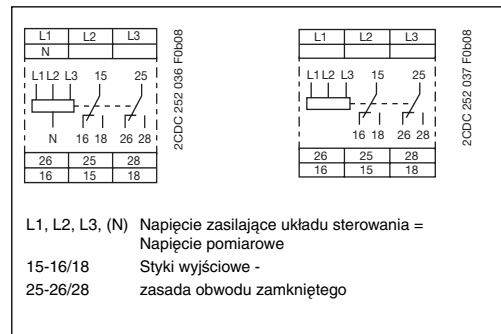 L1 L2 L3
N
L1 L2 L3 15 25
N 16 18 26 28
26 25 28
16 15 18
2CDC 252 036 F0b08
L1 L2 L3
L1 L2 L3 15 25
16 18 26 28
26 25 28
16 15 18
2CDC 252 037 F0b08
L1, L2, L3, (N) Napięcie zasilające układu sterowania =
Napięcie pomiarowe
15-16/18 Styki wyjściowe -
25-26/28 zasada obwodu zamkniętego